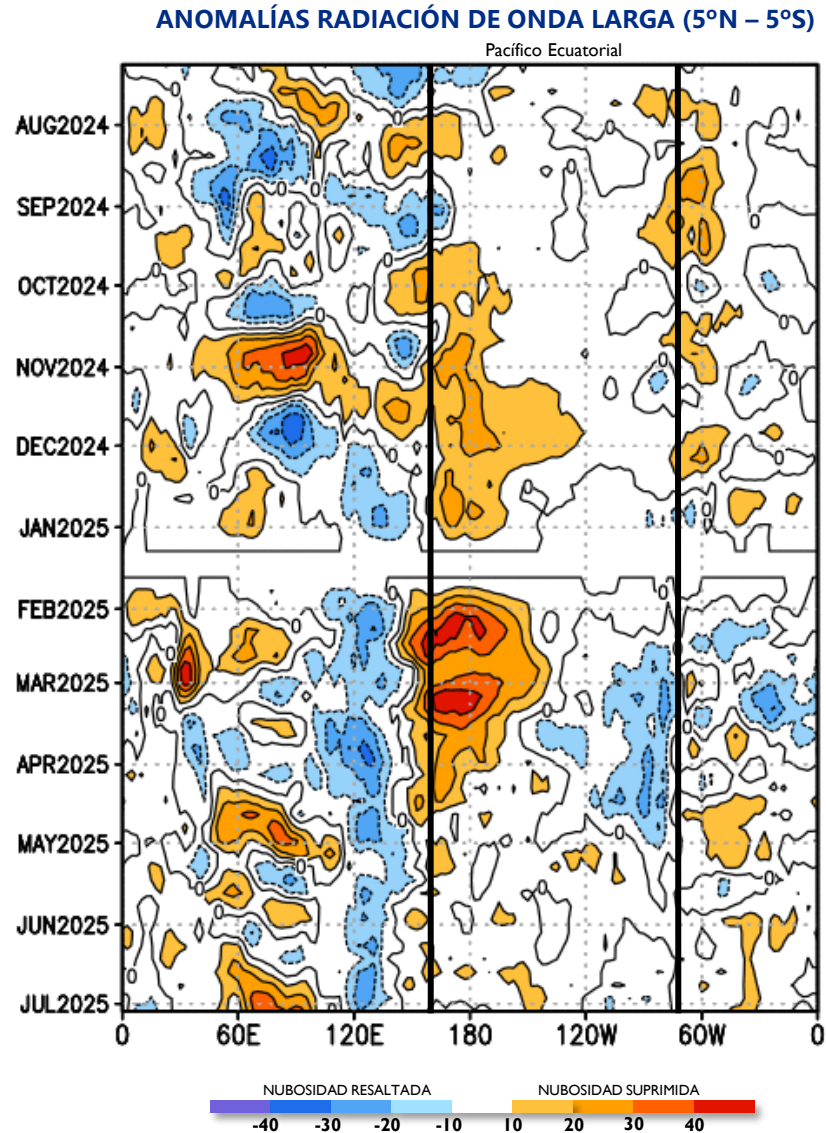 ANOMALÍAS RADIACIÓN DE ONDA LARGA (5ºN – 5ºS)
Pacífico Ecuatorial
AUG2024
SEP2024
OCT2024
NOV2024
DEC2024
JAN2025
FEB2025
MAR2025
APR2025
MAY2025
JUN2025
JUL2025
0 60E 120E 180 120W 60W 0
NUBOSIDAD RESALTADA NUBOSIDAD SUPRIMIDA
-40 -30 -20 -10 10 20 30 40